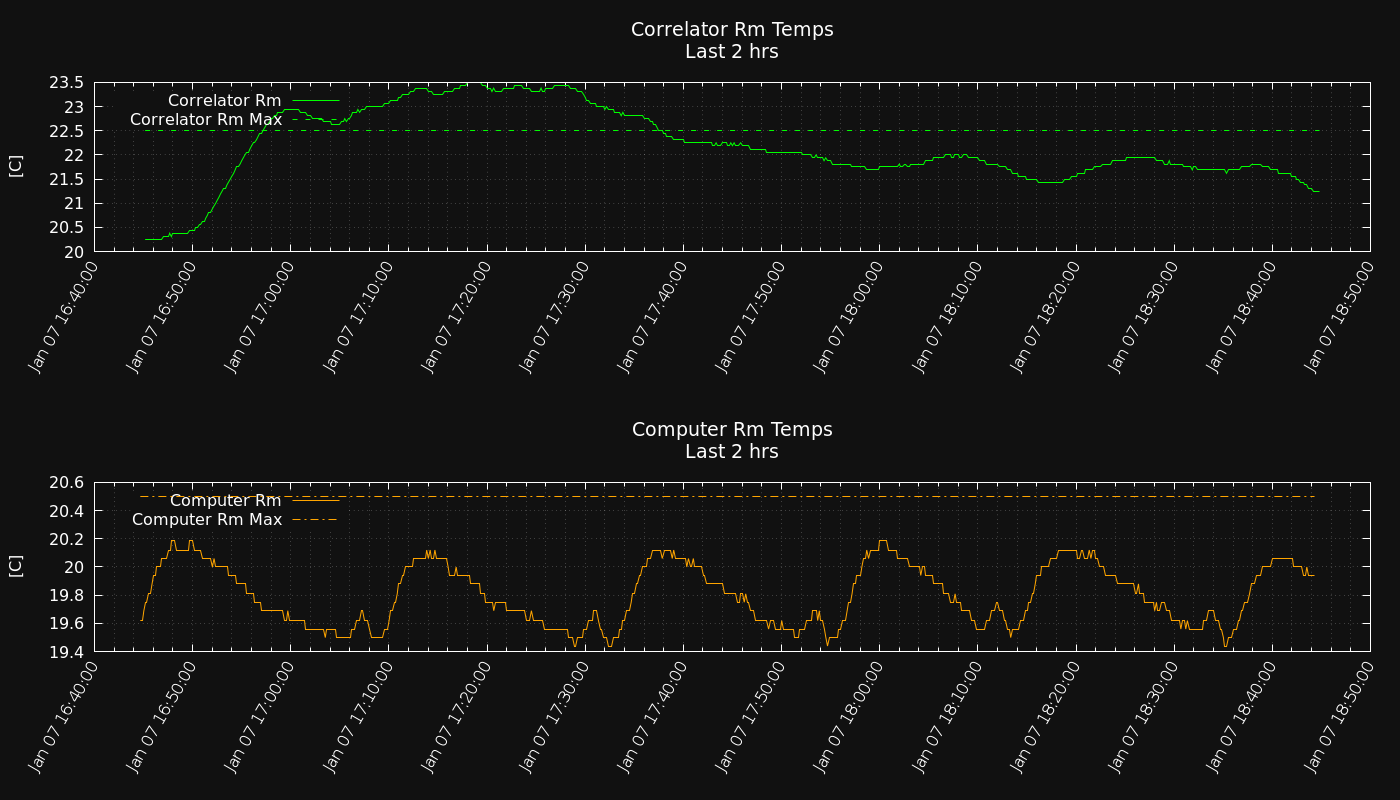 Correlator Rm Temps
Last 2 hrs
23.5
23
22.5
22
21.5
21
20.5
20
[C]
Correlator Rm
Correlator Rm Max
Jan 07 16:40:00
Jan 07 16:50:00
Jan 07 17:00:00
Jan 07 17:10:00
Jan 07 17:20:00
Jan 07 17:30:00
Jan 07 17:40:00
Jan 07 17:50:00
Jan 07 18:00:00
Jan 07 18:10:00
Jan 07 18:20:00
Jan 07 18:30:00
Jan 07 18:40:00
Jan 07 18:50:00
Computer Rm Temps
Last 2 hrs
20.6
20.4
20.2
20
19.8
19.6
19.4
[C]
Computer Rm
Computer Rm Max
Jan 07 16:40:00
Jan 07 16:50:00
Jan 07 17:00:00
Jan 07 17:10:00
Jan 07 17:20:00
Jan 07 17:30:00
Jan 07 17:40:00
Jan 07 17:50:00
Jan 07 18:00:00
Jan 07 18:10:00
Jan 07 18:20:00
Jan 07 18:30:00
Jan 07 18:40:00
Jan 07 18:50:00